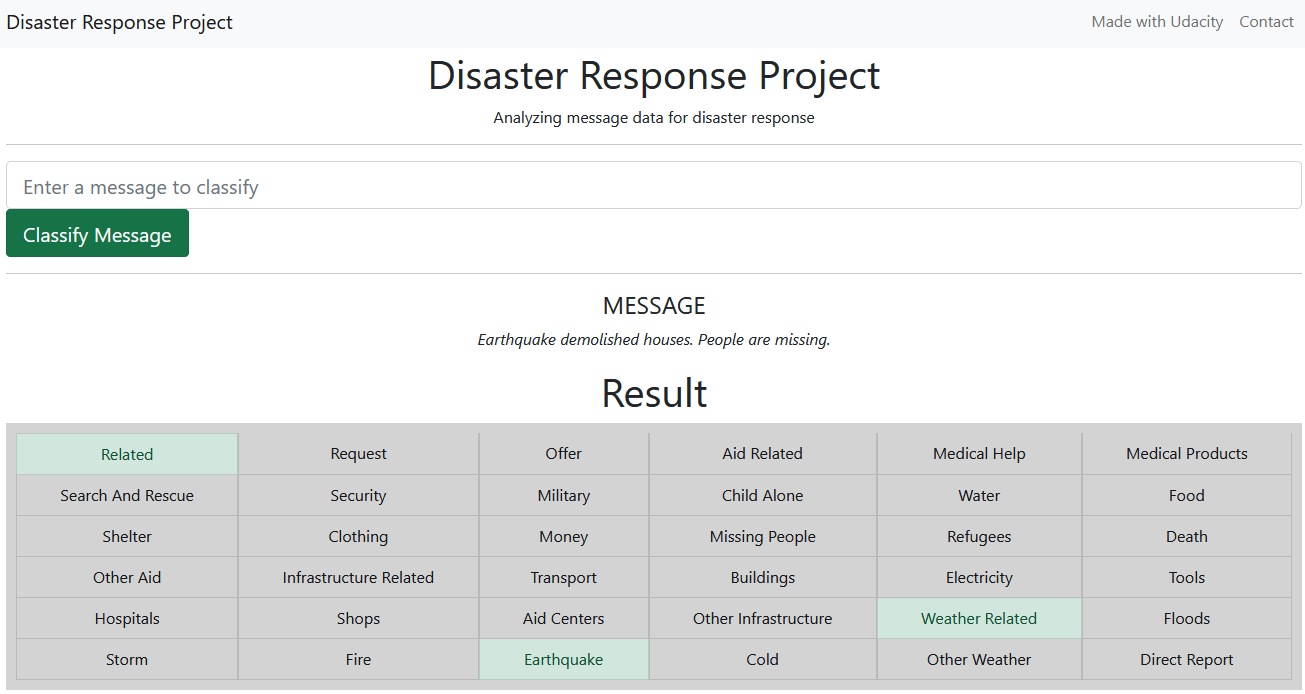 Disaster Response Project Made with Udacity Contact
Disaster Response Project
Analyzing message data for disaster response
Enter a message to classify
Classify Message
MESSAGE
Earthquake demolished houses. People are missing.
Result
Related Request Offer Aid Related Medical Help Medical Products
Search And Rescue Security Military Child Alone Water Food
Shelter Clothing Money Missing People Refugees Death
Other Aid Infrastructure Related Transport Buildings Electricity Tools
Hospitals Shops Aid Centers Other Infrastructure Weather Related Floods
Storm Fire Earthquake Cold Other Weather Direct Report